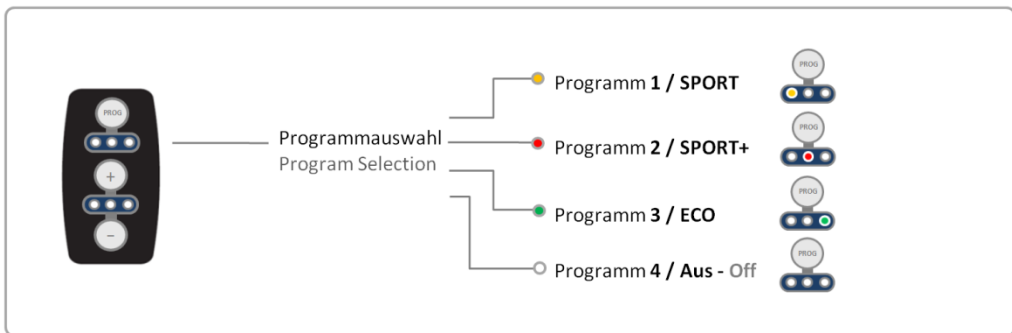 PROG
+
−
Programmauswahl
Program Selection
Programm 1 / SPORT
PROG
Programm 2 / SPORT+
PROG
Programm 3 / ECO
PROG
Programm 4 / Aus - Off
PROG